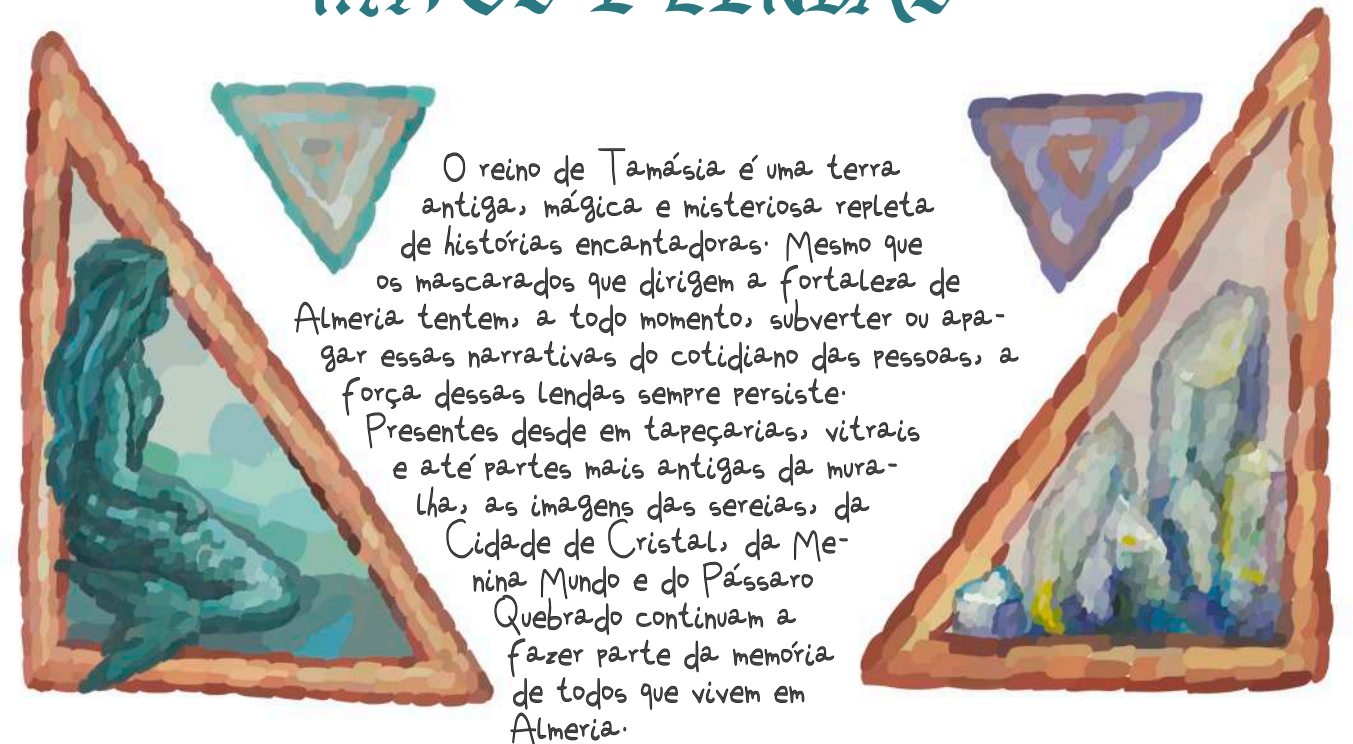 MITOS E LENDAS
O reino de Tamásia é uma terra
antiga, mágica e misteriosa repleta
de histórias encantadoras. Mesmo que
os mascarados que dirigem a fortaleza de
Almeria tentem, a todo momento, subverter ou apa-
gar essas narrativas do cotidiano das pessoas, a
força dessas lendas sempre persiste.
Presentes desde em tapeçarias, vitrais
e até partes mais antigas da mura-
lha, as imagens das sereias, da
Cidade de Cristal, da Me-
nina Mundo e do Pássaro
Quebrado continuam a
fazer parte da memória
de todos que vivem em
Almeria.